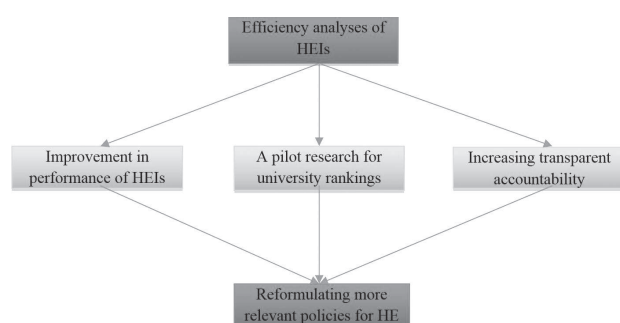 Efficiency analyses of
HEIs
Improvement in
performance of HEIs
A pilot research for
university rankings
Increasing transparent
accountability
Reformulating more
relevant policies for HE